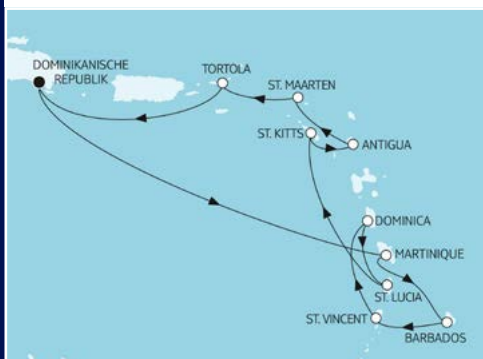 DOMINIKANISCHE
REPUBLIK
TORTOLA
ST. MAARTEN
ST. KITTS
ANTIGUA
DOMINICA
MARTINIQUE
ST. LUCIA
ST. VINCENT
BARBADOS